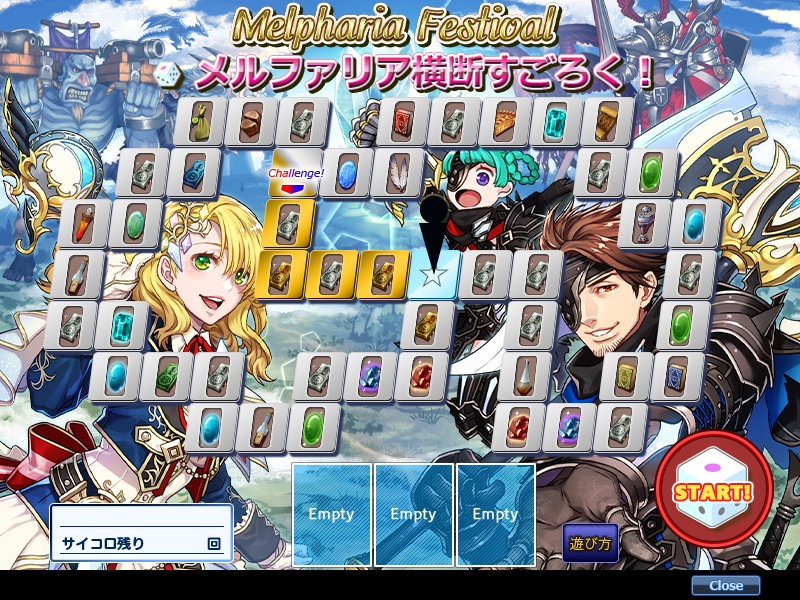 Melpharia Festival
メルファリア横断すごろく！
Challenge!
Empty
Empty
Empty
START!
サイコロ残り 回
遊び方
Close